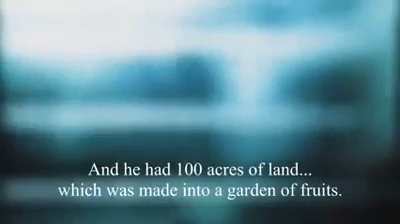 And he had 100 acres of land...
which was made into a garden of fruits.